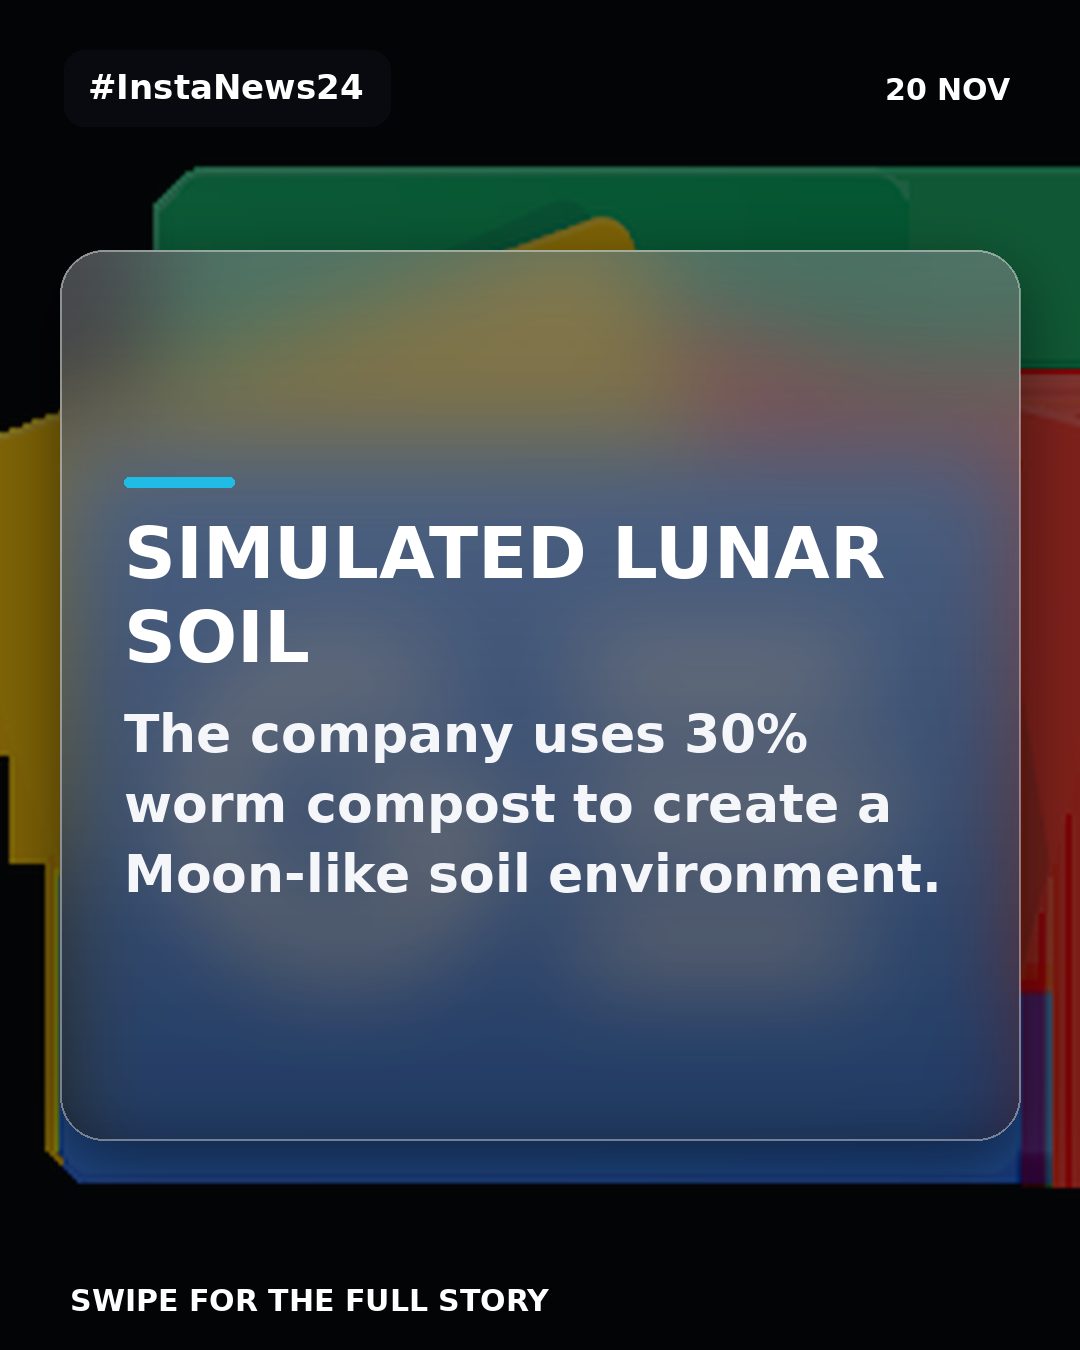 #InstaNews24
20 NOV
SIMULATED LUNAR
SOIL
The company uses 30%
worm compost to create a
Moon-like soil environment.
SWIPE FOR THE FULL STORY